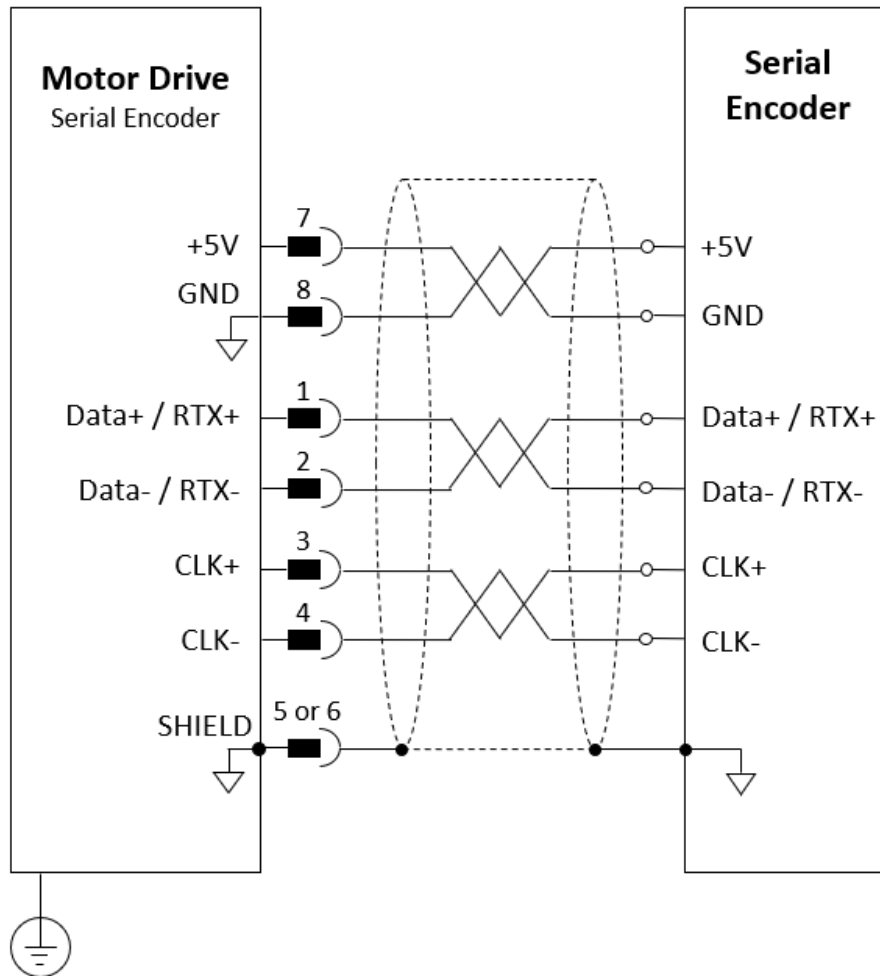 Motor Drive
Serial Encoder
Serial
Encoder
7
+5V
+5V
GND
8
GND
1
Data+ / RTX+
Data+ / RTX+
2
Data- / RTX-
Data- / RTX-
3
CLK+
CLK+
4
CLK-
CLK-
SHIELD
5 or 6